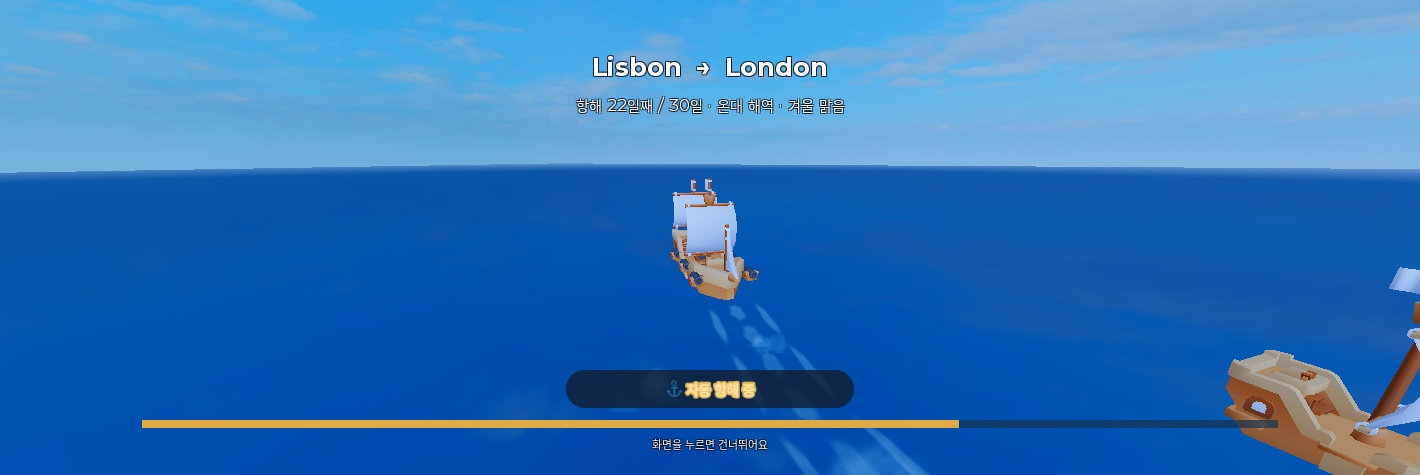 Lisbon → London
항해 22일째 / 30일 · 온대 해역 · 겨울 맑음
⚓ 자동 항해 중
화면을 누르면 건너뛰어요